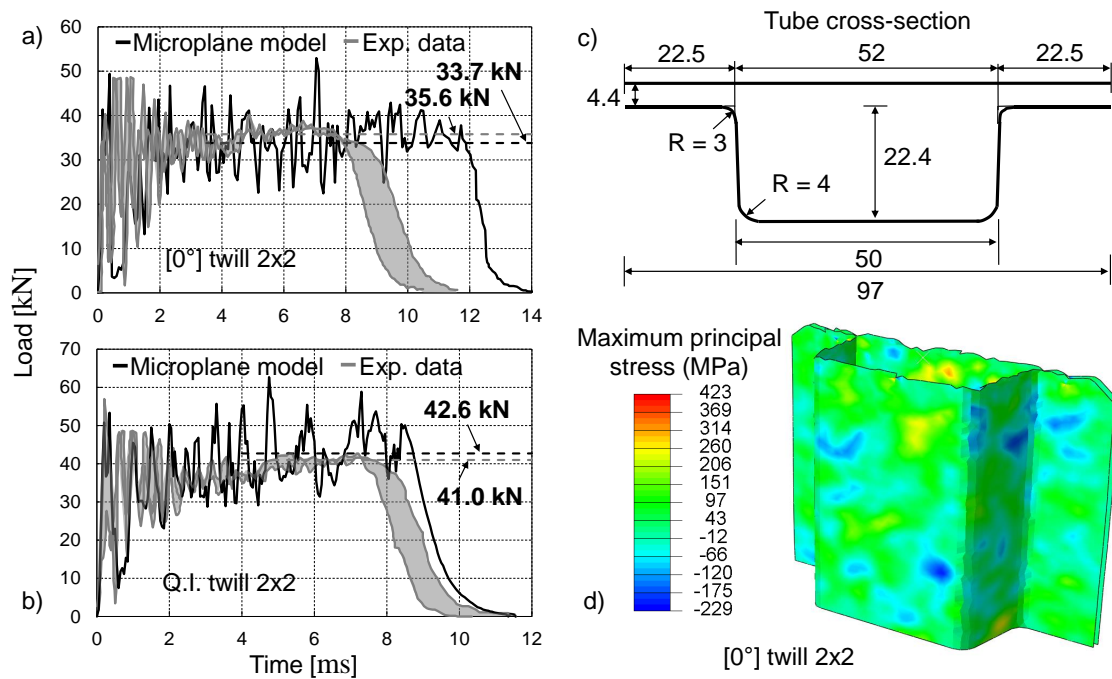 a)
Load [kN]
60
50
40
30
20
10
0
Microplane model
Exp. data
33.7 kN
35.6 kN
[0°] twill 2x2
0 2 4 6 8 10 12 14
b)
70
60
50
40
30
20
10
0
Microplane model
Exp. data
42.6 kN
41.0 kN
Q.I. twill 2x2
0 2 4 6 8 10 12
Time [ms]
c)
Tube cross-section
22.5 52 22.5
4.4
R = 3
22.4
R = 4
50
97
d)
Maximum principal
stress (MPa)
423
369
314
260
206
151
97
43
-12
-66
-120
-175
-229
[0°] twill 2x2